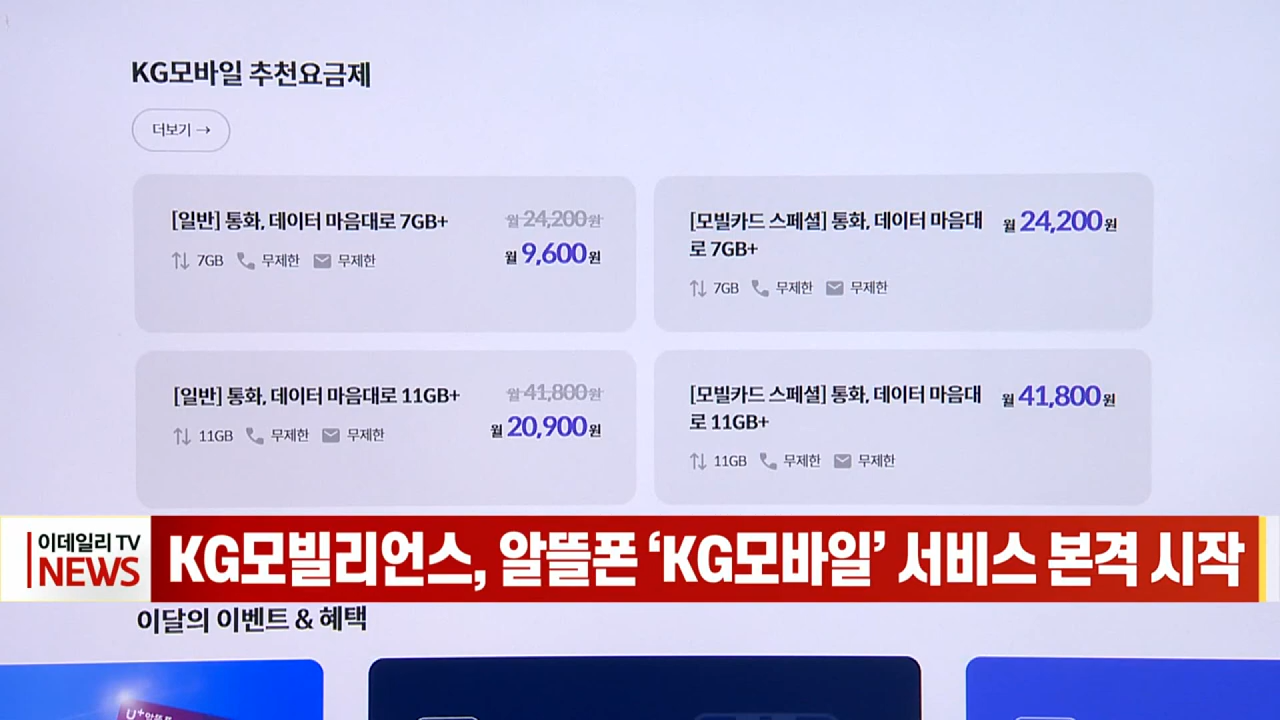 KG모바일 추천요금제
더보기 →
[일반] 통화, 데이터 마음대로 7GB+
월 24,200원
월 9,600원
7GB 무제한 무제한
[모빌카드 스페셜] 통화, 데이터 마음대
로 7GB+
월 24,200원
7GB 무제한 무제한
[일반] 통화, 데이터 마음대로 11GB+
월 41,800원
월 20,900원
11GB 무제한 무제한
[모빌카드 스페셜] 통화, 데이터 마음대
로 11GB+
월 41,800원
11GB 무제한 무제한
이데일리 TV
NEWS
KG모빌리언스, 알뜰폰 ‘KG모바일’ 서비스 본격 시작
이달의 이벤트 & 혜택
U+알뜰폰